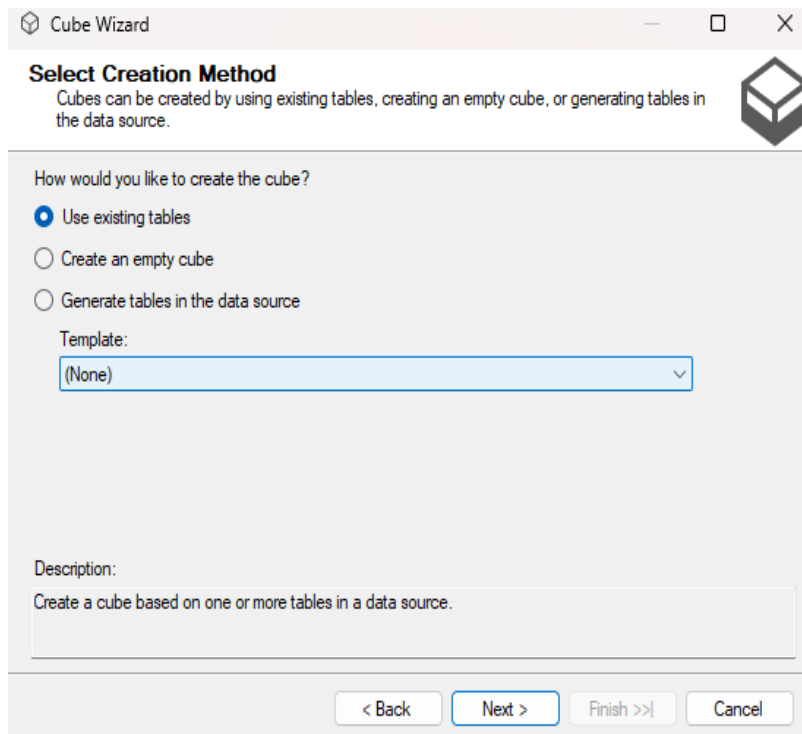 Cube Wizard
Select Creation Method
Cubes can be created by using existing tables, creating an empty cube, or generating tables in
the data source.
How would you like to create the cube?
Use existing tables
Create an empty cube
Generate tables in the data source
Template:
(None)
Description:
Create a cube based on one or more tables in a data source.
< Back
Next >
Finish >>|
Cancel